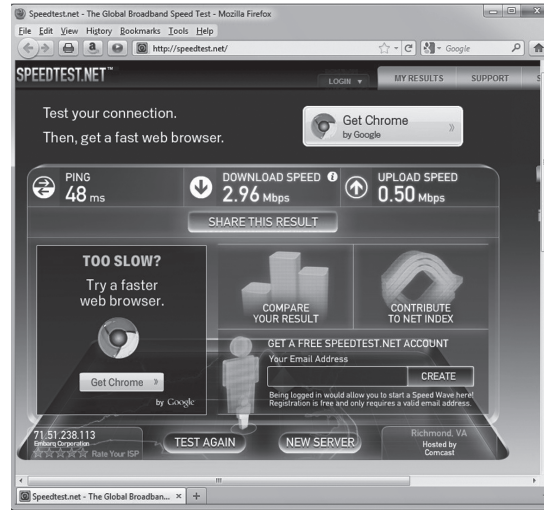 Speedtest.net - The Global Broadband Speed Test - Mozilla Firefox
File Edit View History Bookmarks Tools Help
http://speedtest.net/
Google
SPEEDTEST.NET™
LOGIN
MY RESULTS
SUPPORT
S
Test your connection.
Then, get a fast web browser.
Get Chrome
by Google
PING
48 ms
DOWNLOAD SPEED
2.96 Mbps
UPLOAD SPEED
0.50 Mbps
SHARE THIS RESULT
TOO SLOW?
Try a faster
web browser.
Get Chrome »
by Google
COMPARE
YOUR RESULT
CONTRIBUTE
TO NET INDEX
GET A FREE SPEEDTEST.NET ACCOUNT
Your Email Address
CREATE
Being logged in would allow you to start a Speed Wave here!
Registration is free and only requires a valid email address.
71.51.238.113
Embarq Corporation
Rate Your ISP
TEST AGAIN
NEW SERVER
Richmond, VA
Hosted by
Comcast
Speedtest.net - The Global Broadban...